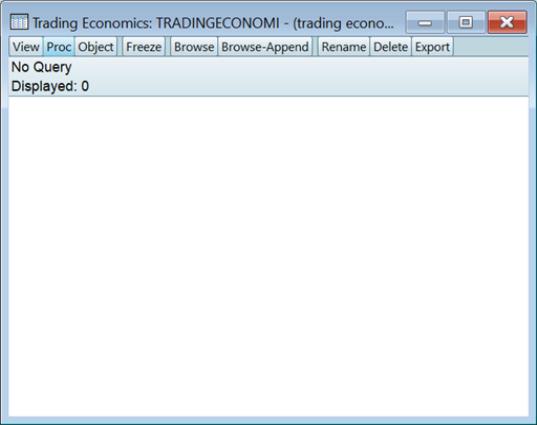 Trading Economics: TRADINGECONOMI - (trading econo...
View Proc Object Freeze Browse Browse-Append Rename Delete Export
No Query
Displayed: 0